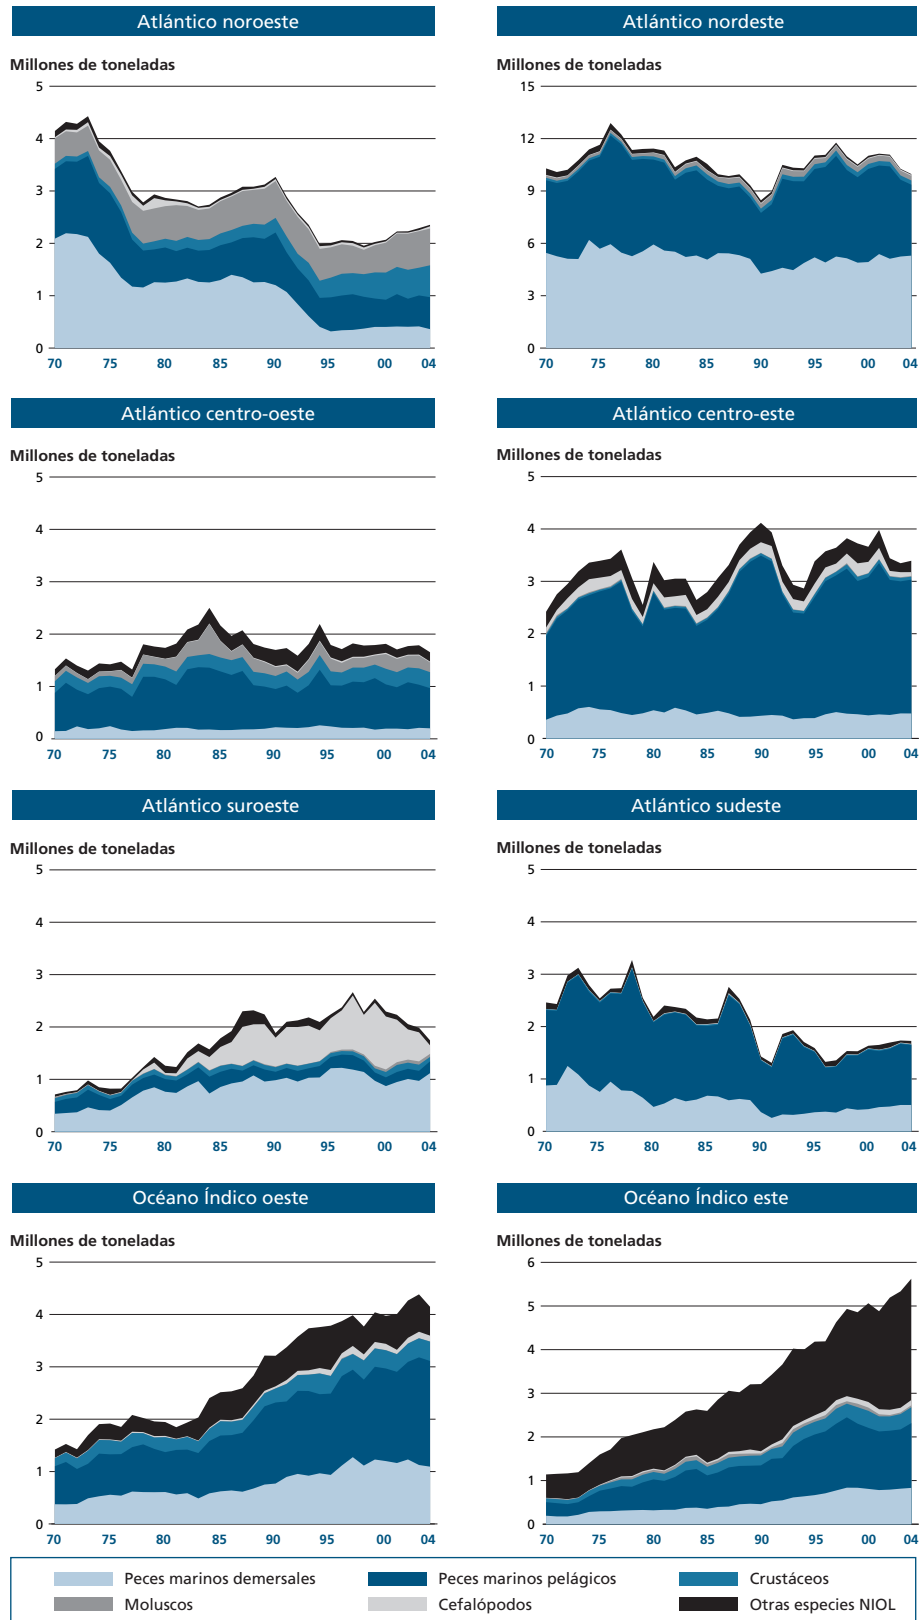 Atlántico noroeste
Millones de toneladas
5
4
3
2
1
0
70 75 80 85 90 95 00 04
Atlántico nordeste
Millones de toneladas
15
12
9
6
3
0
70 75 80 85 90 95 00 04
Atlántico centro-oeste
Millones de toneladas
5
4
3
2
1
0
70 75 80 85 90 95 00 04
Atlántico centro-este
Millones de toneladas
5
4
3
2
1
0
70 75 80 85 90 95 00 04
Atlántico suroeste
Millones de toneladas
5
4
3
2
1
0
70 75 80 85 90 95 00 04
Atlántico sudeste
Millones de toneladas
5
4
3
2
1
0
70 75 80 85 90 95 00 04
Océano Índico oeste
Millones de toneladas
5
4
3
2
1
0
70 75 80 85 90 95 00 04
Océano Índico este
Millones de toneladas
6
5
4
3
2
1
0
70 75 80 85 90 95 00 04
Peces marinos demersales Peces marinos pelágicos Crustáceos
Moluscos Cefalópodos Otras especies NIOL